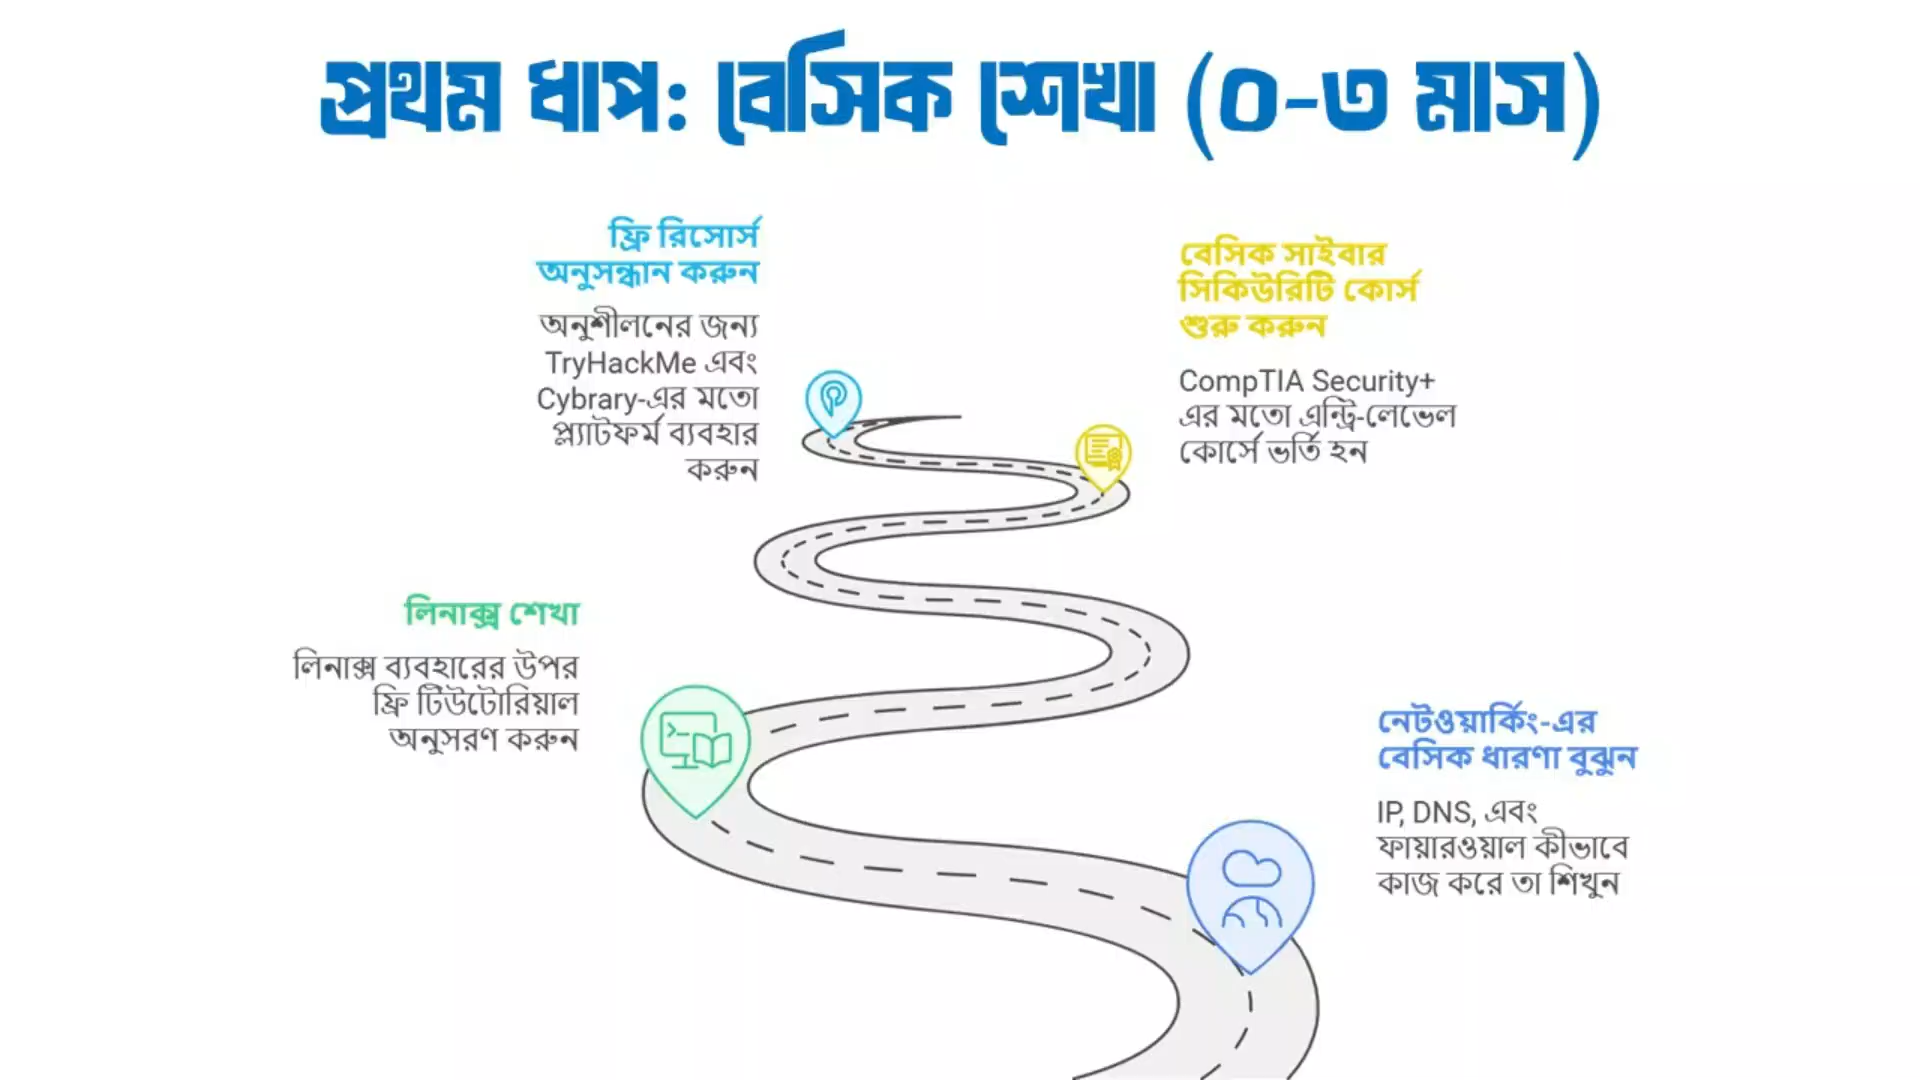 প্রথম ধাপ: বেসিক শেখা (০-৩ মাস)
ফ্রি রিসোর্স
অনুসন্ধান করুন
অনুশীলনের জন্য
TryHackMe এবং
Cybrary-এর মতো
প্ল্যাটফর্ম ব্যবহার
করুন
বেসিক সাইবার
সিকিউরিটি কোর্স
শুরু করুন
CompTIA Security+
এর মতো এন্ট্রি-লেভেল
কোর্সে ভর্তি হন
লিনাক্স শেখা
লিনাক্স ব্যবহারের উপর
ফ্রি টিউটোরিয়াল
অনুসরণ করুন
নেটওয়ার্কিং-এর
বেসিক ধারণা বুঝুন
IP, DNS, এবং
ফায়ারওয়াল কীভাবে
কাজ করে তা শিখুন